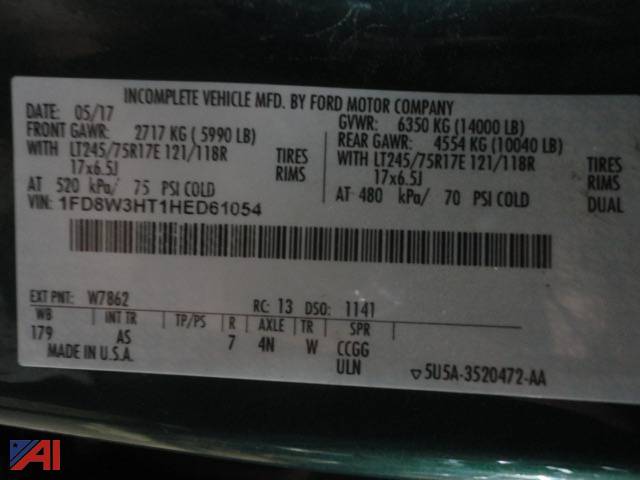 INCOMPLETE VEHICLE MFD. BY FORD MOTOR COMPANY
DATE: 05/17
FRONT GAWR: 2717 KG ( 5990 LB)
WITH LT245/75R17E 121/118R TIRES
17x6.5J RIMS
AT 520 kPa/ 75 PSI COLD
GVWR: 6350 KG (14000 LB)
REAR GAWR: 4554 KG (10040 LB)
WITH LT245/75R17E 121/118R TIRES
17x6.5J RIMS
AT 480 kPa/ 70 PSI COLD DUAL
VIN: 1FD8W3HT1HED61054
EXT PNT: W7862 RC: 13 DSO: 1141
WB INT TR TP/PS R AXLE TR SPR
179 AS 7 4N W CCGG
MADE IN U.S.A. ULN
▽5U5A-3520472-AA
AI